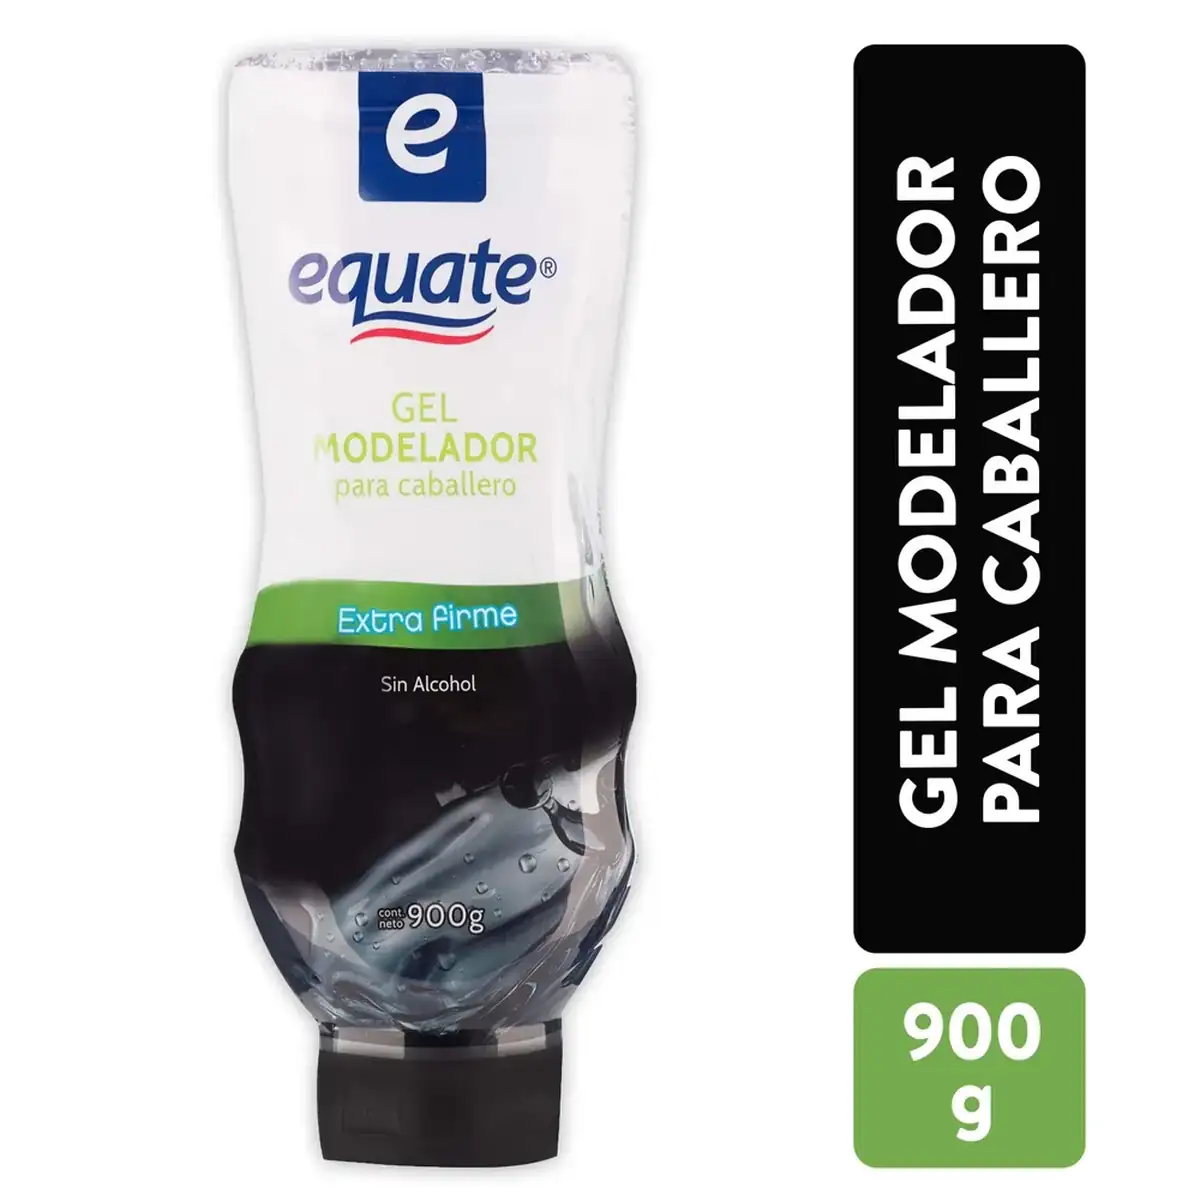 e
equate®
GEL
MODELADOR
para caballero
Extra firme
Sin Alcohol
cont.
neto 900g
GEL MODELADOR
PARA CABALLERO
900
g